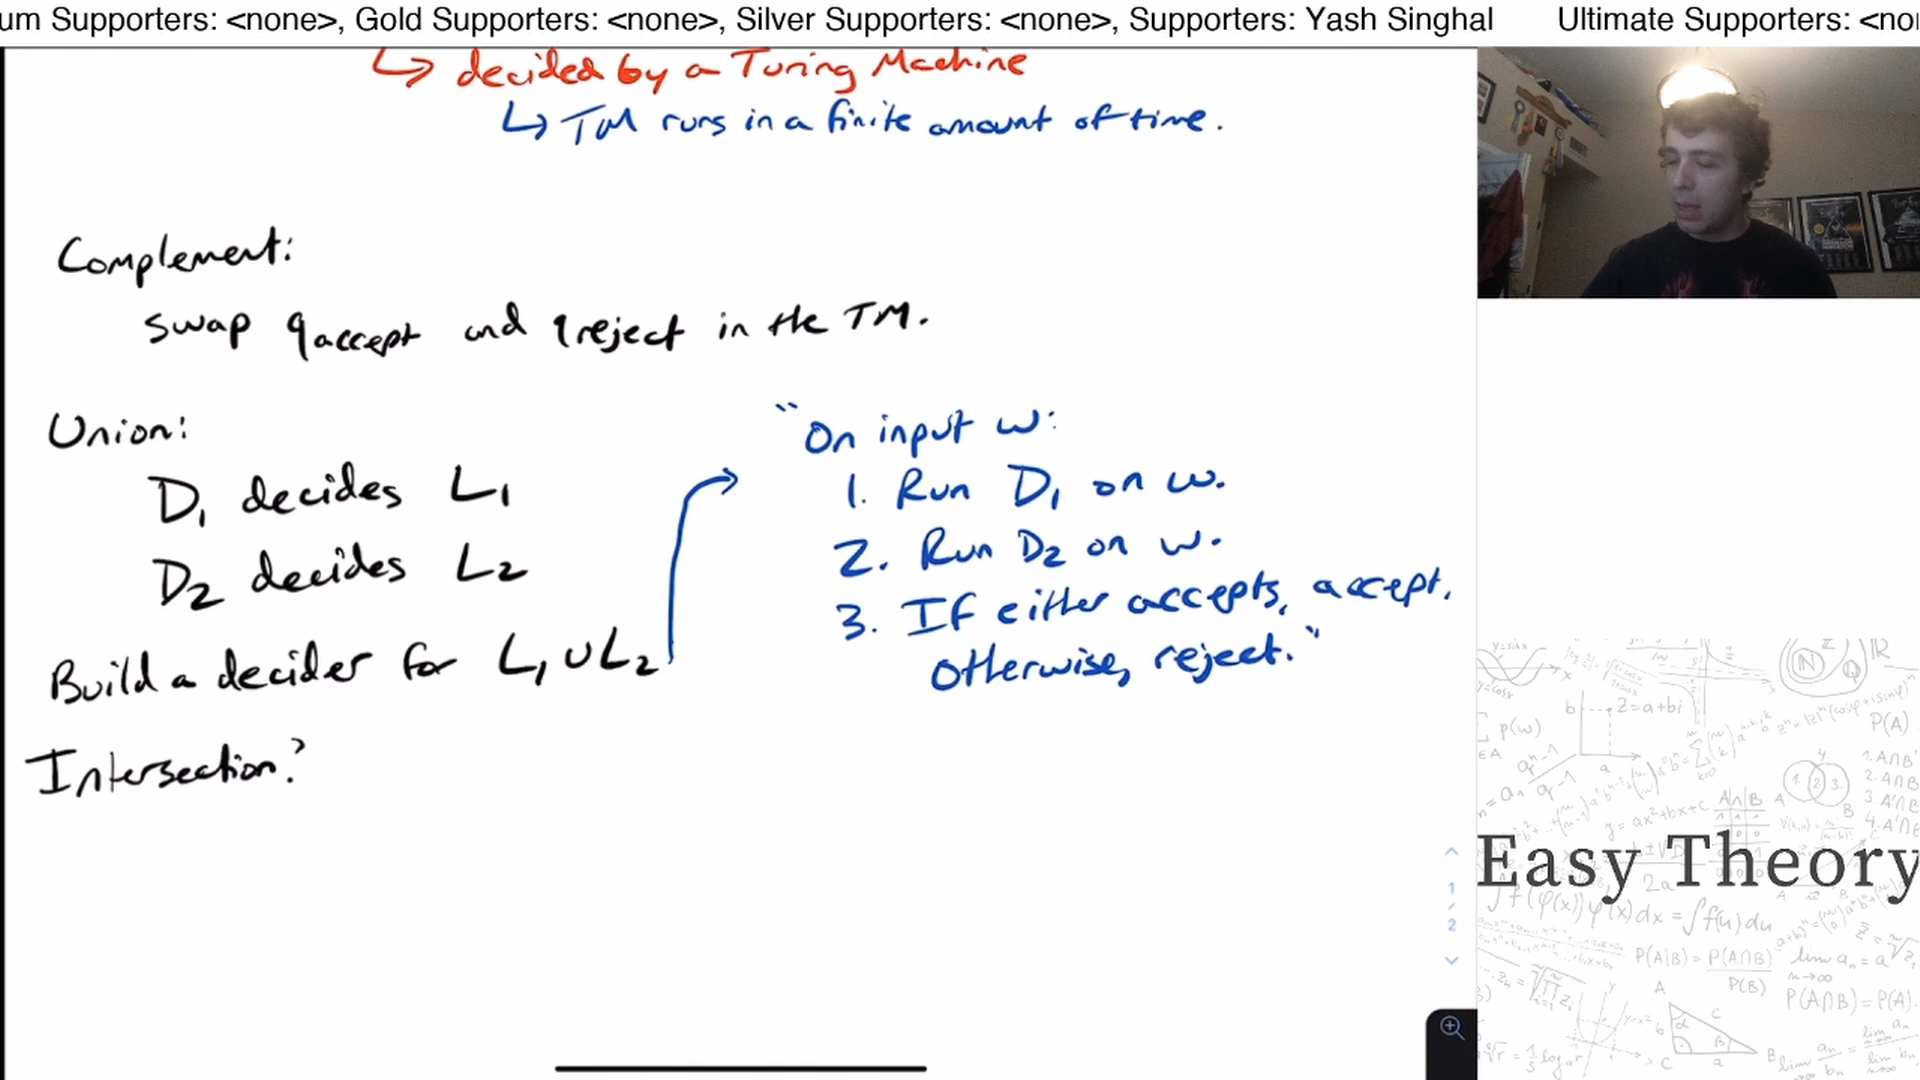 um Supporters: <none>, Gold Supporters: <none>, Silver Supporters: <none>, Supporters: Yash Singhal Ultimate Supporters: <no
↳ decided by a Turing Machine
↳ TM runs in a finite amount of time.
Complement:
swap qaccept and qreject in the TM.
Union:
D₁ decides L₁
D₂ decides L₂
Build a decider for L₁∪L₂
"On input w:
1. Run D₁ on w.
2. Run D₂ on w.
3. If either accepts, accept.
otherwise, reject."
Intersection?
1
2
Easy Theory